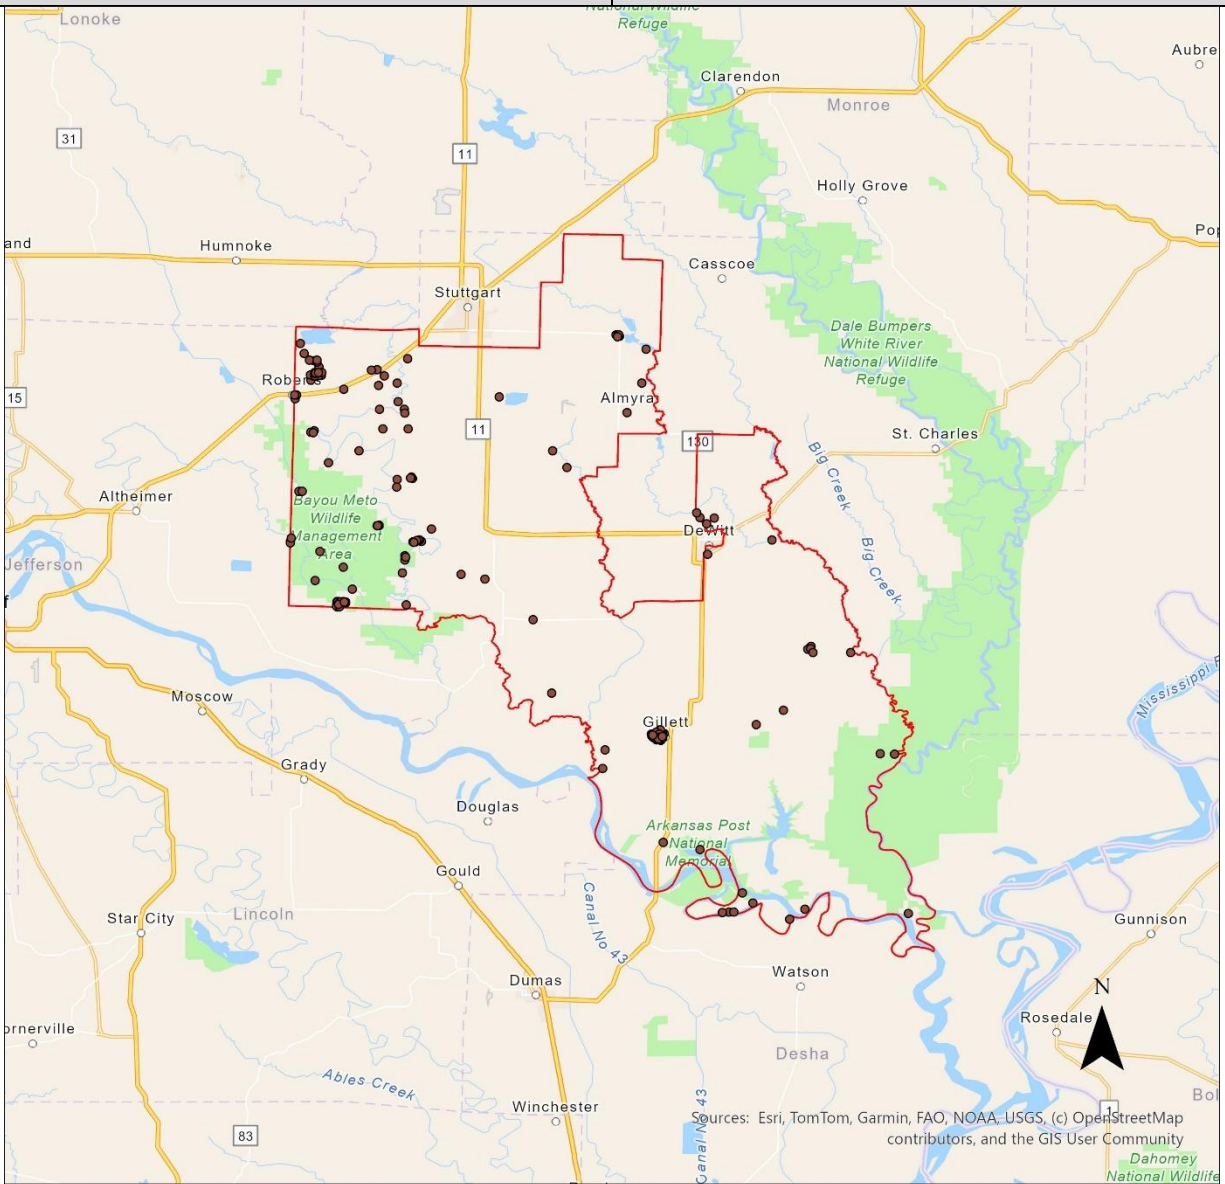 National Wildlife
Refuge
Lonoke
Aubre
Clarendon
Monroe
31
11
Holly Grove
and
Humnoke
Pop
Casscoe
Stuttgart
Dale Bumpers
White River
National Wildlife
Refuge
Roberts
15
Almyra
11
130
St. Charles
Big Creek
Altheimer
Bayou Meto
Wildlife
Management
Area
DeWitt
Big Creek
Jefferson
f
1
Moscow
Mississippi R
Gillett
Grady
Douglas
Arkansas Post
National
Memorial
Gould
Star City
Lincoln
Canal No 43
Gunnison
Watson
Dumas
N
Rosedale
ornerville
Desha
Ables Creek
Bol
Winchester
1
83
Canal No 43
Sources: Esri, TomTom, Garmin, FAO, NOAA, USGS, (c) OpenStreetMap
contributors, and the GIS User Community
Dahomey
National Wildlife